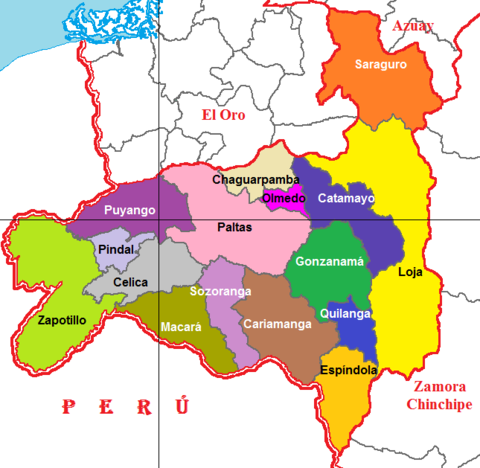 Azuay
Saraguro
El Oro
Chaguarpamba
Olmedo
Catamayo
Puyango
Paltas
Pindal
Gonzanamá
Loja
Celica
Sozoranga
Zapotillo
Macarà
Cariamanga
Quilanga
Espíndola
Zamora
Chinchipe
P E R Ú